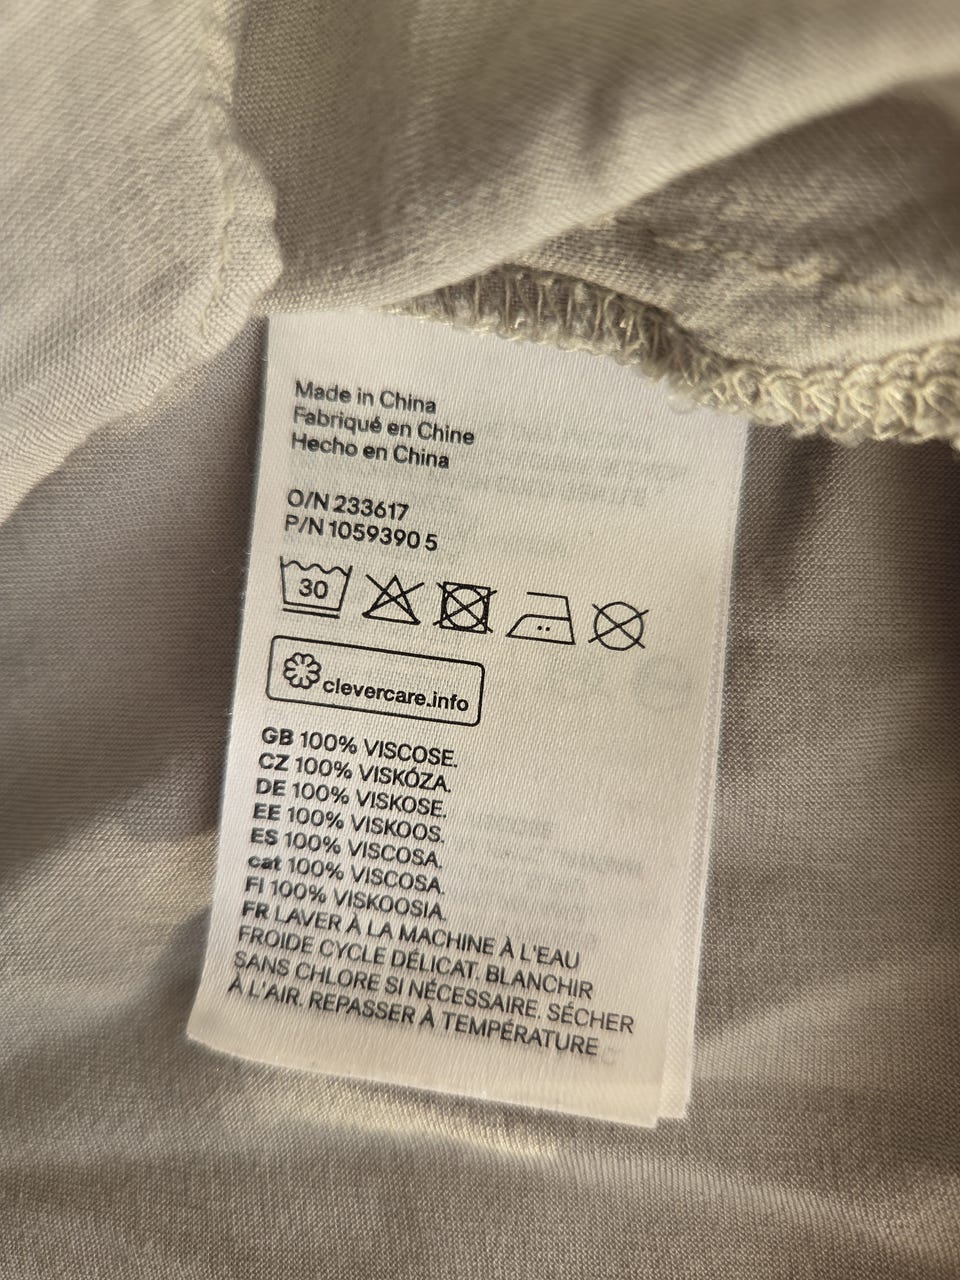 Made in China
Fabriqué en Chine
Hecho en China
O/N 233617
P/N 1059390 5
30
clevercare.info
GB 100% VISCOSE.
CZ 100% VISKÓZA.
DE 100% VISKOSE.
EE 100% VISKOOS.
ES 100% VISCOSA.
cat 100% VISCOSA.
FI 100% VISKOOSIA.
FR LAVER À LA MACHINE À L'EAU
FROIDE CYCLE DÉLICAT. BLANCHIR
SANS CHLORE SI NÉCESSAIRE. SÉCHER
À L'AIR. REPASSER À TEMPÉRATURE